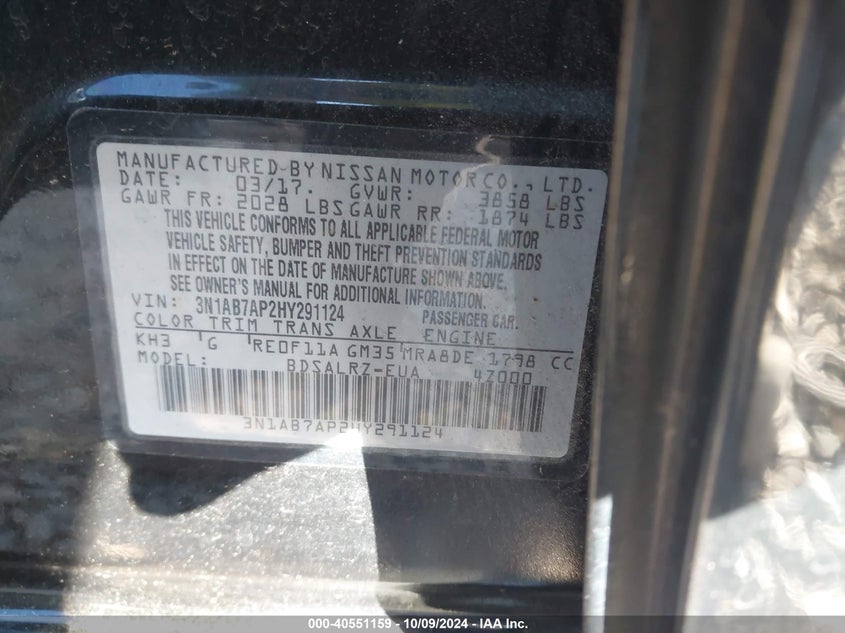 MANUFACTURED BY NISSAN MOTOR CO., LTD.
DATE: 03/17. GVWR: 3858 LBS
GAWR FR: 2028 LBS GAWR RR: 1874 LBS
THIS VEHICLE CONFORMS TO ALL APPLICABLE FEDERAL MOTOR
VEHICLE SAFETY, BUMPER AND THEFT PREVENTION STANDARDS
IN EFFECT ON THE DATE OF MANUFACTURE SHOWN ABOVE.
SEE OWNER'S MANUAL FOR ADDITIONAL INFORMATION.
VIN: 3N1AB7AP2HY291124 PASSENGER CAR.
COLOR TRIM TRANS AXLE ENGINE
KH3 G RE0F11A GM35 MRA8DE 1798 CC
MODEL: BDSALRZ-EUA 4Z000
3N1AB7AP2HY291124
000-40551159 - 10/09/2024 - IAA Inc.